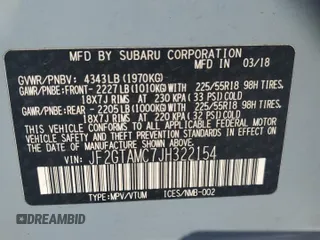 MFD BY SUBARU CORPORATION 03/18
GVWR/PNBV: 4343LB (1970KG)
GAWR/PNBE:FRONT- 2227LB (1010KG) WITH/AVEC 225/55R18 98H TIRES.
18X7J RIMS AT 230 KPA ( 33 PSI) COLD
GAWR/PNBE:REAR - 2205LB (1000KG) WITH/AVEC 225/55R18 98H TIRES.
18X7J RIMS AT 220 KPA ( 32 PSI) COLD
THIS VEHICLE CONFORMS TO ALL APPLICABLE FEDERAL MOTOR
VEHICLE SAFETY AND THEFT PREVENTION STANDARDS IN EFFECT
ON THE DATE OF MANUFACTURE SHOWN ABOVE.
VIN: JF2GTAMC7JH322154
TYPE:MPV/VTUM ICES/NMB-002